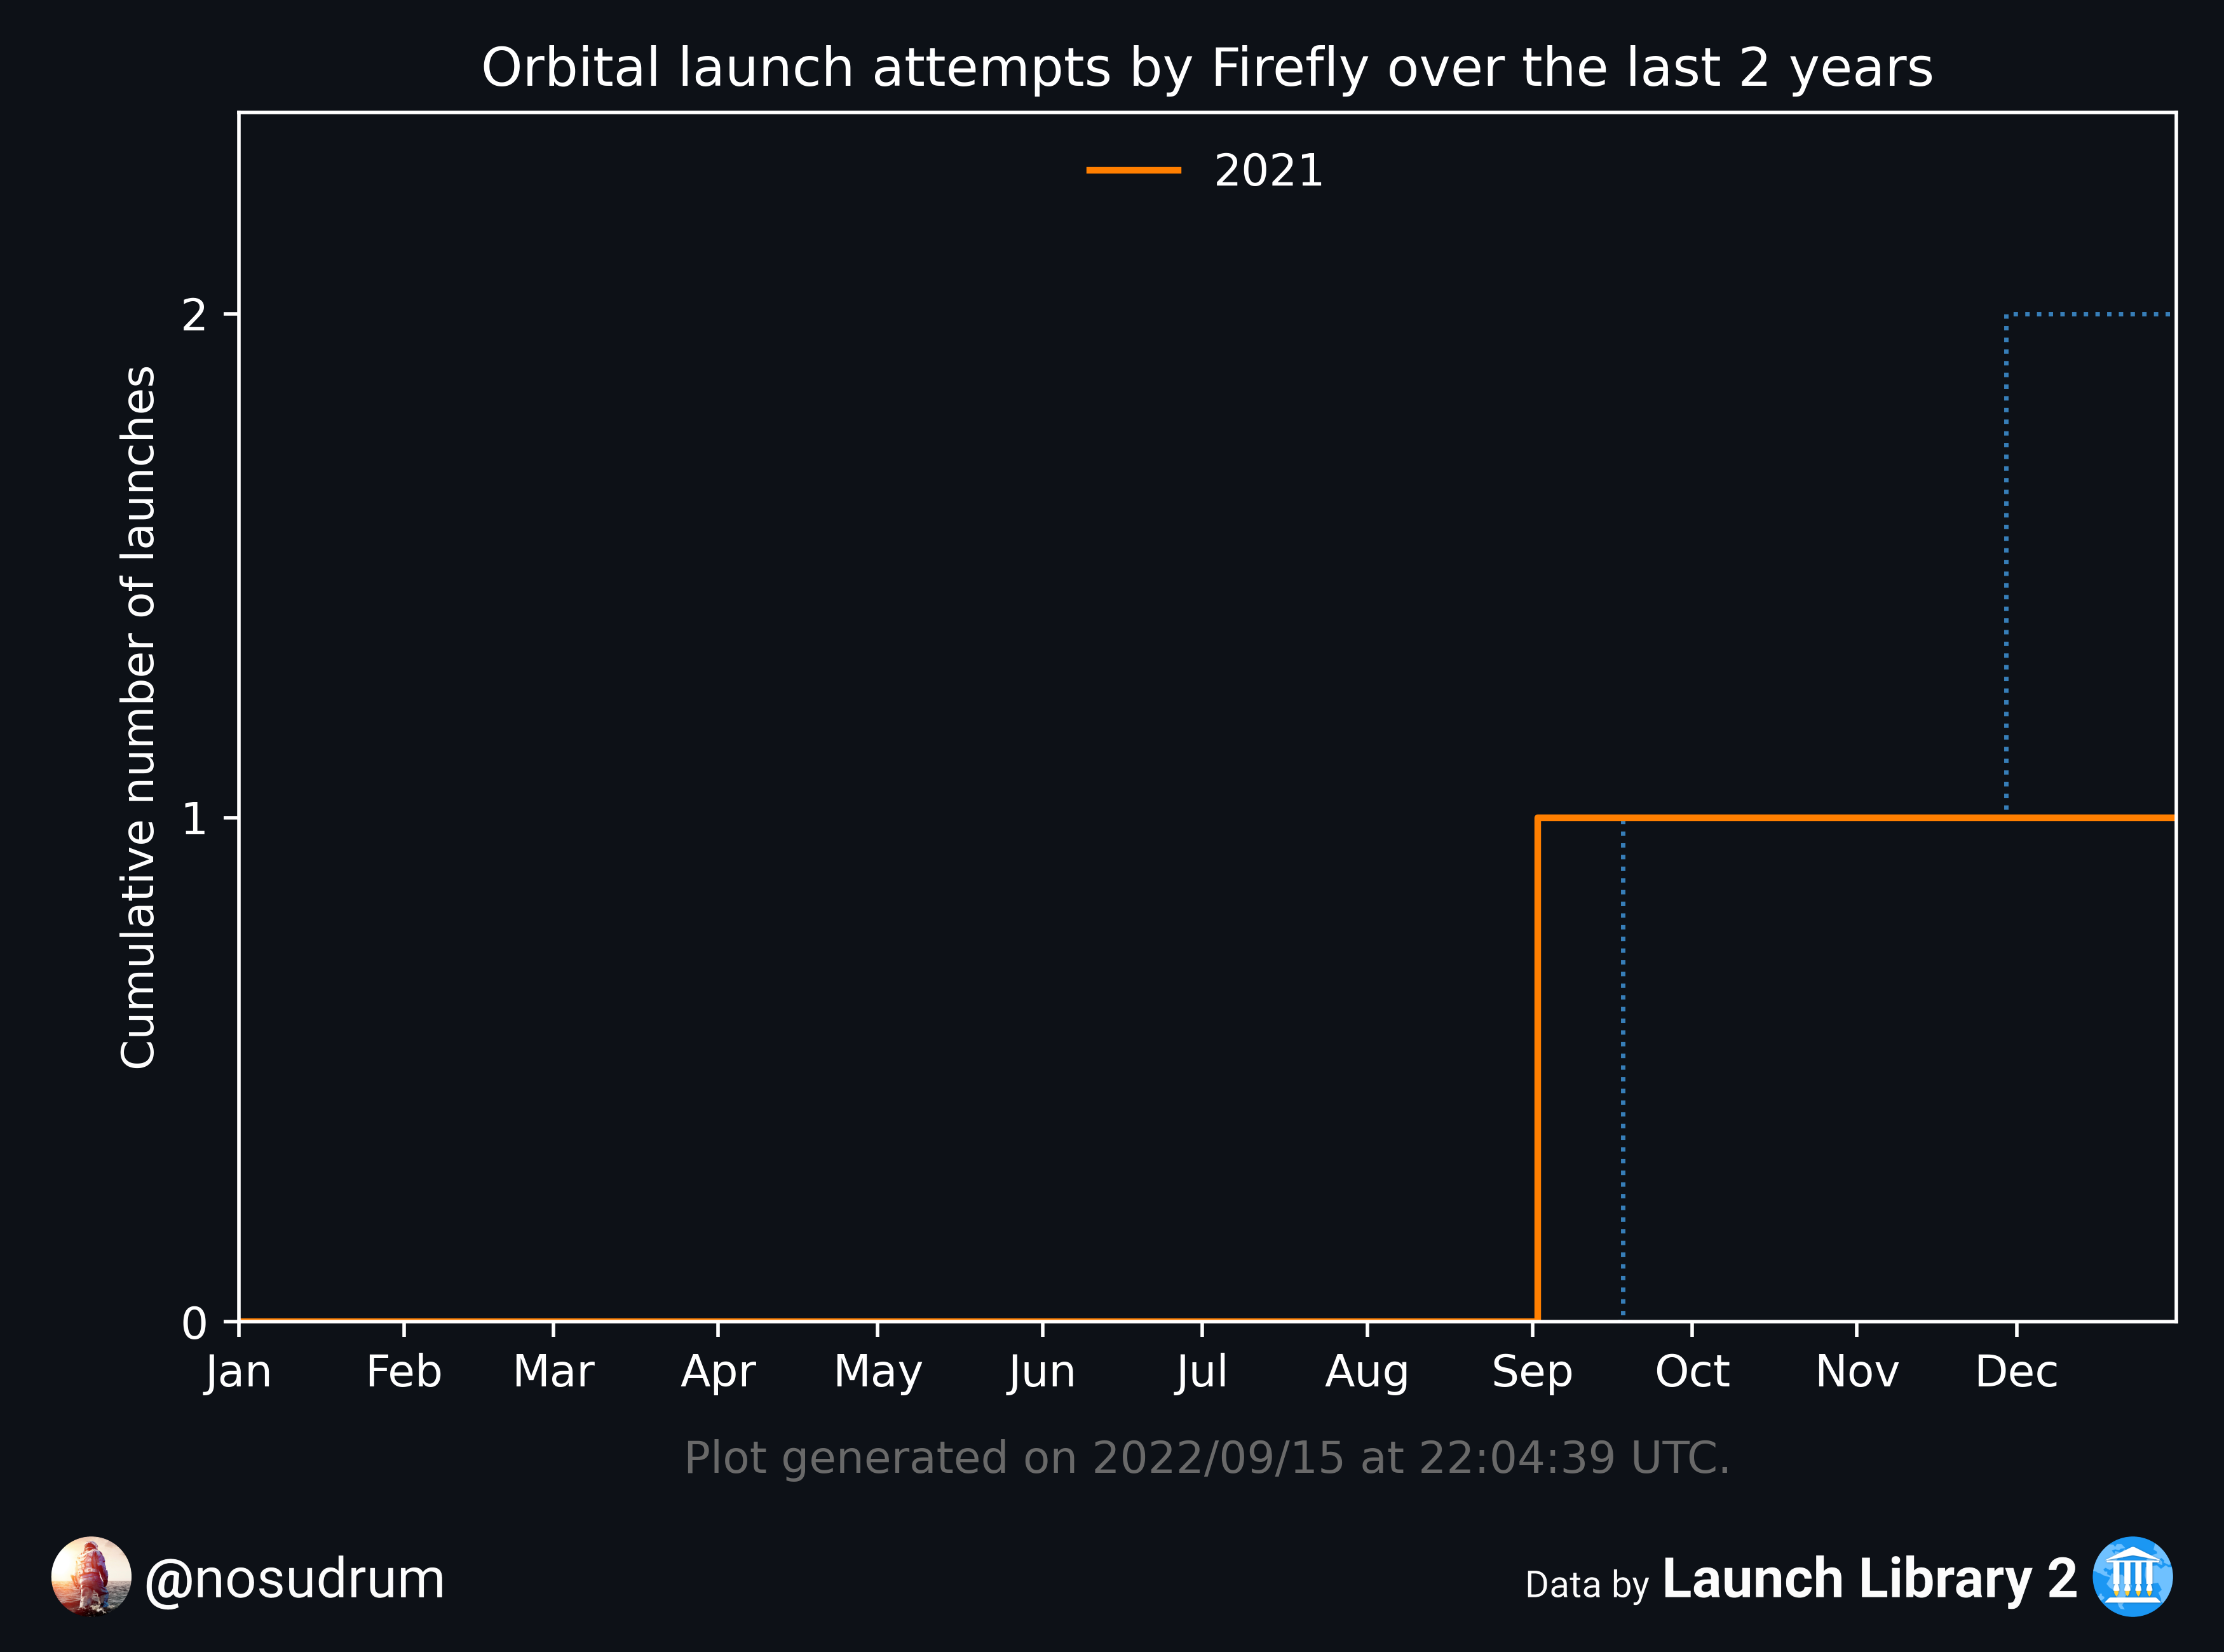 Orbital launch attempts by Firefly over the last 2 years
2021
Cumulative number of launches
2
1
0
Jan Feb Mar Apr May Jun Jul Aug Sep Oct Nov Dec
Plot generated on 2022/09/15 at 22:04:39 UTC.
@nosudrum
Data by Launch Library 2